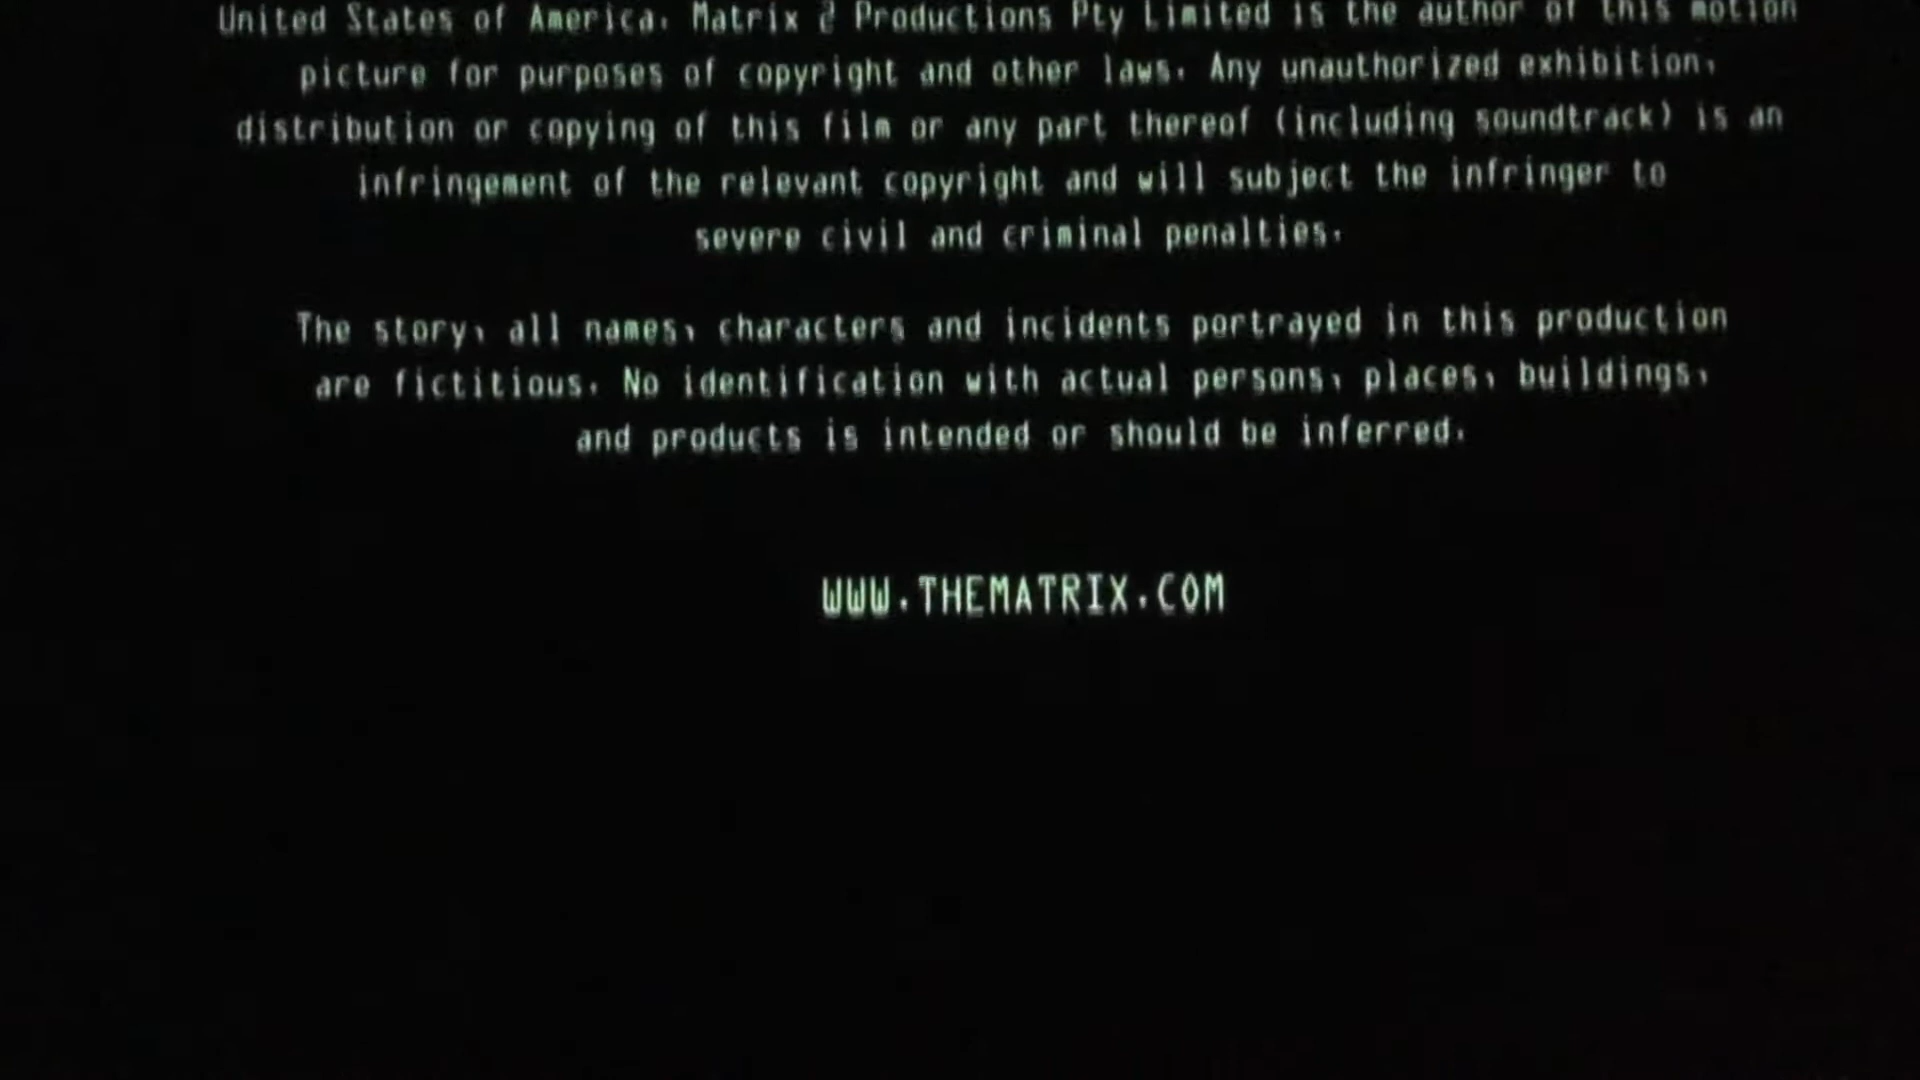 United States of America. Matrix 2 Productions Pty Limited is the author of this motion
picture for purposes of copyright and other laws. Any unauthorized exhibition,
distribution or copying of this film or any part thereof (including soundtrack) is an
infringement of the relevant copyright and will subject the infringer to
severe civil and criminal penalties.
The story, all names, characters and incidents portrayed in this production
are fictitious. No identification with actual persons, places, buildings,
and products is intended or should be inferred.
WWW.THEMATRIX.COM